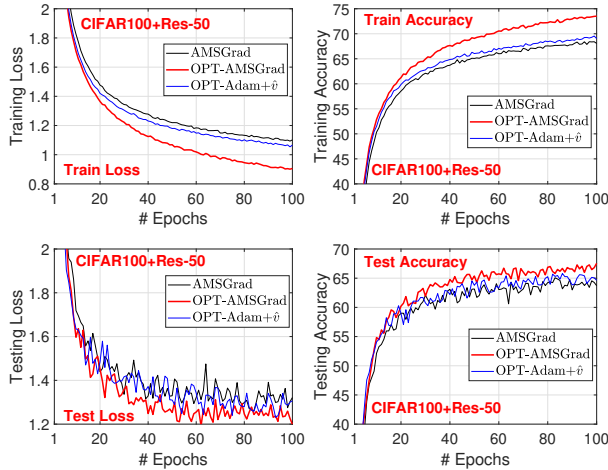 CIFAR100+Res-50
AMSGrad
OPT-AMSGrad
OPT-Adam+v̂
Train Loss
Training Loss
2
1.8
1.6
1.4
1.2
1
0.8
1 20 40 60 80 100
# Epochs
Train Accuracy
AMSGrad
OPT-AMSGrad
OPT-Adam+v̂
CIFAR100+Res-50
Training Accuracy
75
70
65
60
55
50
45
40
1 20 40 60 80 100
# Epochs
CIFAR100+Res-50
AMSGrad
OPT-AMSGrad
OPT-Adam+v̂
Test Loss
Testing Loss
2
1.8
1.6
1.4
1.2
1 20 40 60 80 100
# Epochs
Test Accuracy
AMSGrad
OPT-AMSGrad
OPT-Adam+v̂
CIFAR100+Res-50
Testing Accuracy
70
65
60
55
50
45
40
1 20 40 60 80 100
# Epochs